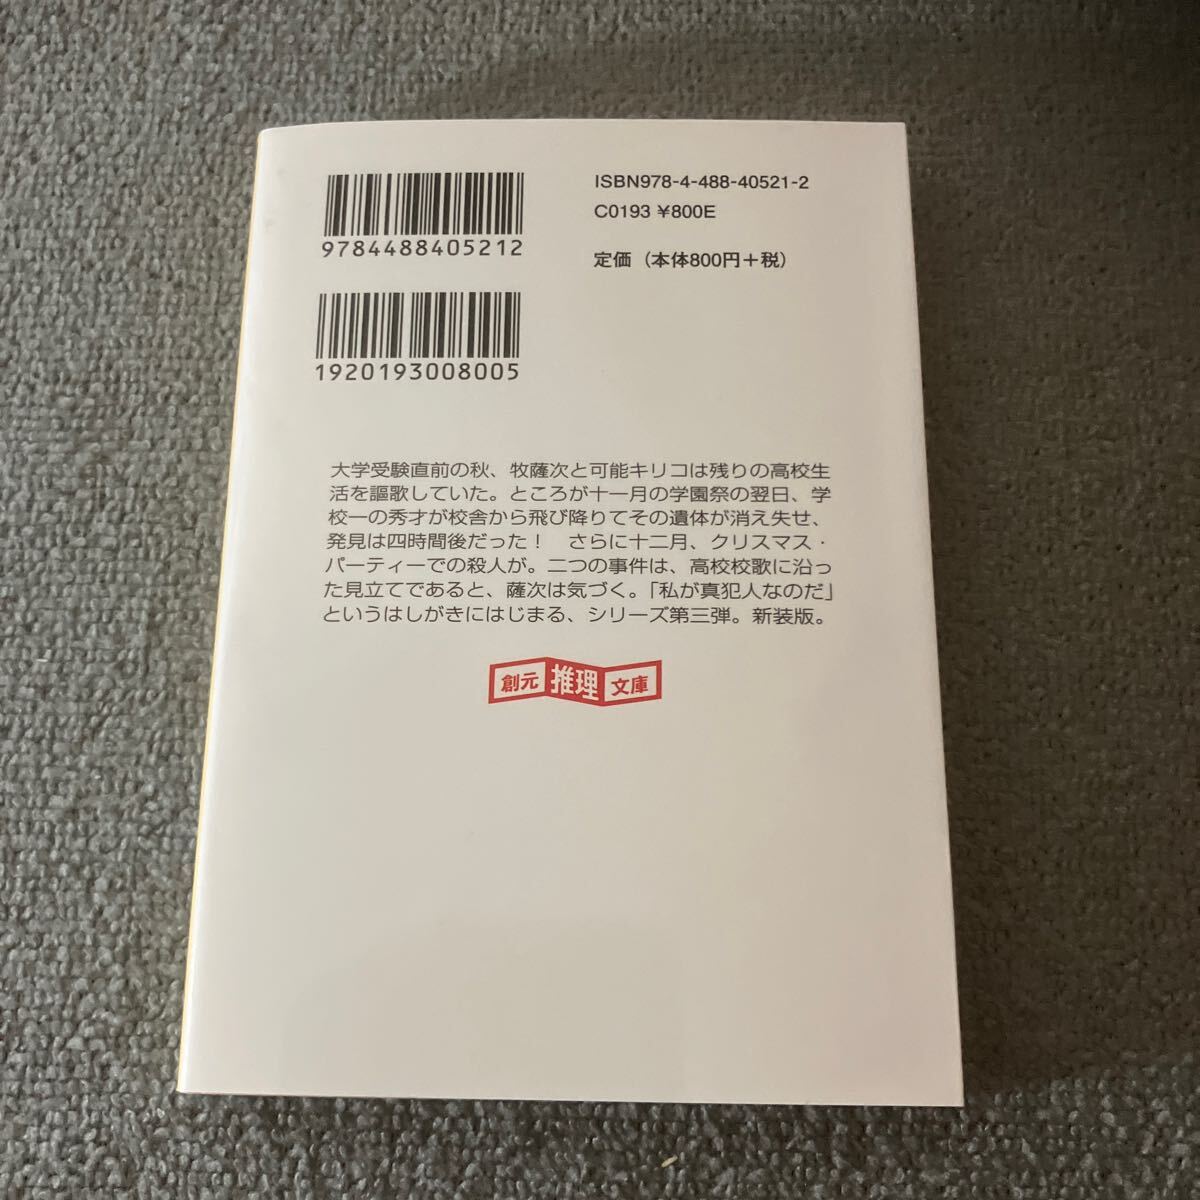 ISBN978-4-488-40521-2
C0193 ¥800E
定価（本体800円＋税）
9784488405212
1920193008005
大学受験直前の秋、牧薩次と可能キリコは残りの高校生
活を謳歌していた。ところが十一月の学園祭の翌日、学
校一の秀才が校舎から飛び降りてその遺体が消え失せ、
発見は四時間後だった！　さらに十二月、クリスマス・
パーティーでの殺人が。二つの事件は、高校校歌に沿っ
た見立てであると、薩次は気づく。「私が真犯人なのだ」
というはしがきにはじまる、シリーズ第三弾。新装版。
創元推理文庫